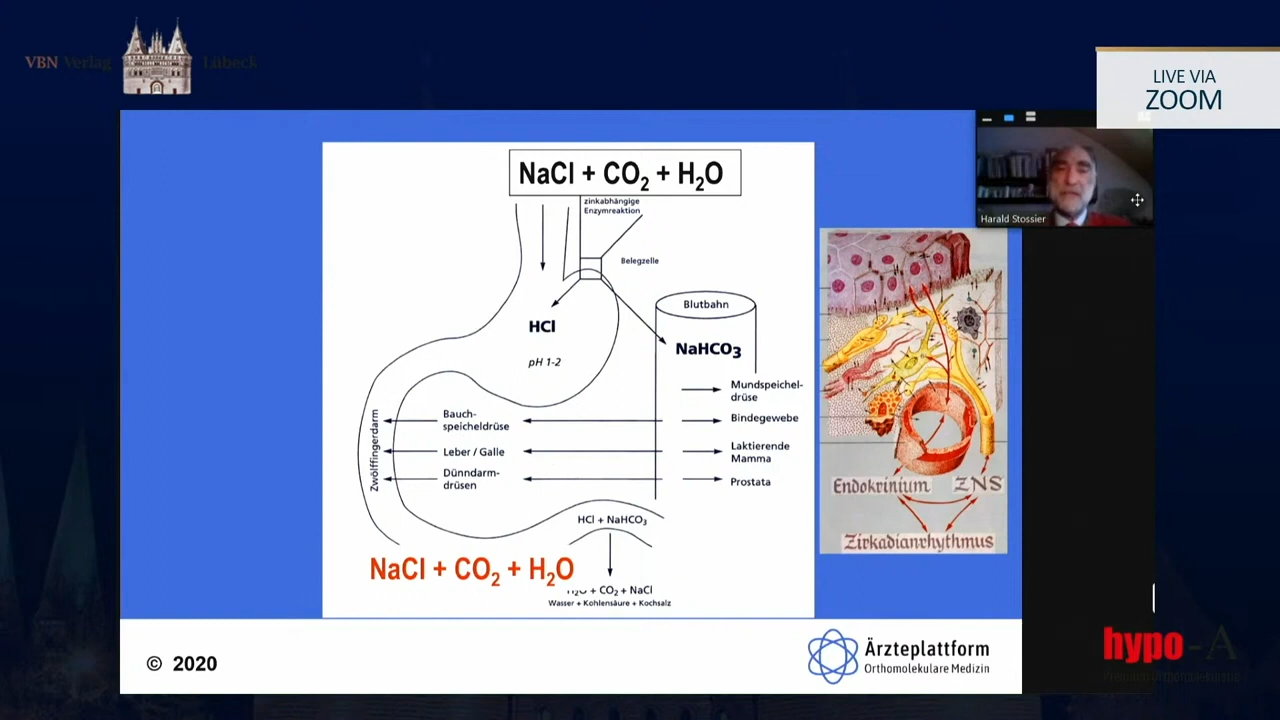 VBN Verlag Lübeck
LIVE VIA
ZOOM
Harald Stossier
NaCl + CO₂ + H₂O
zinkabhängige
Enzymreaktion
Belegzelle
Blutbahn
HCl
NaHCO₃
pH 1-2
Mundspeichel-
drüse
Bindegewebe
Laktierende
Mamma
Prostata
Zwölffingerdarm
Bauch-
speicheldrüse
Leber / Galle
Dünndarm-
drüsen
HCl + NaHCO₃
NaCl + CO₂ + H₂O
H₂O + CO₂ + NaCl
Wasser + Kohlensäure + Kochsalz
Endokrinium ZNS
Zirkadianrhythmus
© 2020
Ärzteplattform
Orthomolekulare Medizin
hypo-A
Premium Orthomolekularia